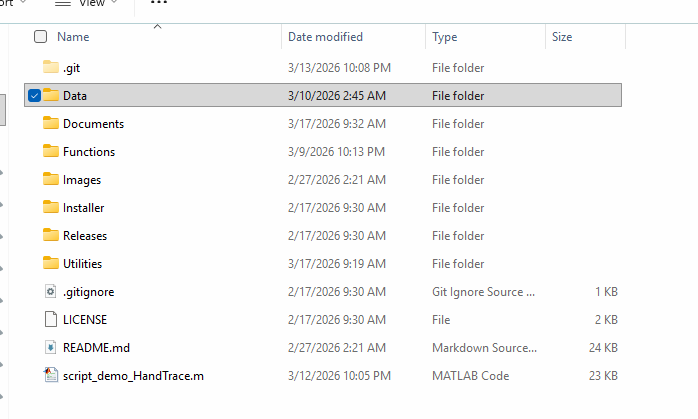 View
Name Date modified Type Size
.git 3/13/2026 10:08 PM File folder
Data 3/10/2026 2:45 AM File folder
Documents 3/17/2026 9:32 AM File folder
Functions 3/9/2026 10:13 PM File folder
Images 2/27/2026 2:21 AM File folder
Installer 2/17/2026 9:30 AM File folder
Releases 2/17/2026 9:30 AM File folder
Utilities 3/17/2026 9:19 AM File folder
.gitignore 2/17/2026 9:30 AM Git Ignore Source ... 1 KB
LICENSE 2/17/2026 9:30 AM File 2 KB
README.md 2/27/2026 2:21 AM Markdown Source... 24 KB
script_demo_HandTrace.m 3/12/2026 10:05 PM MATLAB Code 23 KB